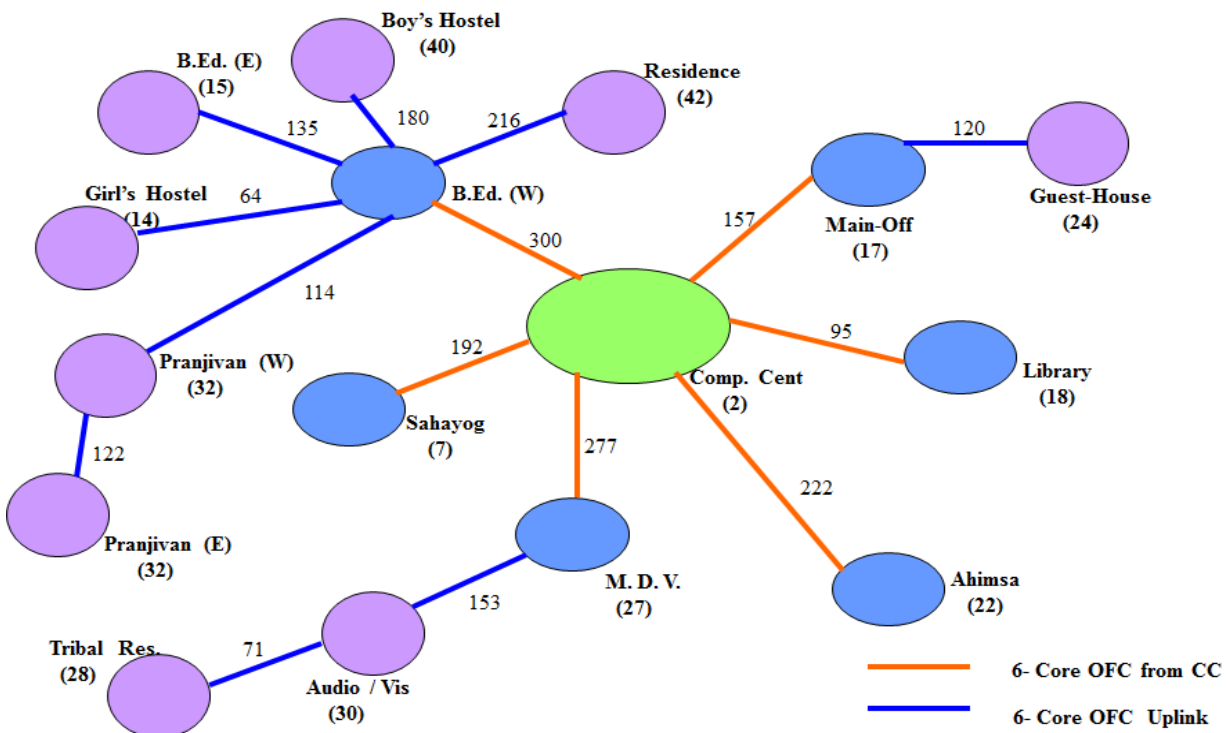 Boy's Hostel
(40)
B.Ed. (E)
(15)
Residence
(42)
135
180
216
120
Girl's Hostel
(14)
64
B.Ed. (W)
Main-Off
(17)
Guest-House
(24)
157
300
114
95
192
Pranjivan (W)
(32)
Comp. Cent
(2)
Library
(18)
Sahayog
(7)
122
277
222
Pranjivan (E)
(32)
M. D. V.
(27)
Ahimsa
(22)
153
Tribal Res.
(28)
71
Audio / Vis
(30)
6- Core OFC from CC
6- Core OFC Uplink